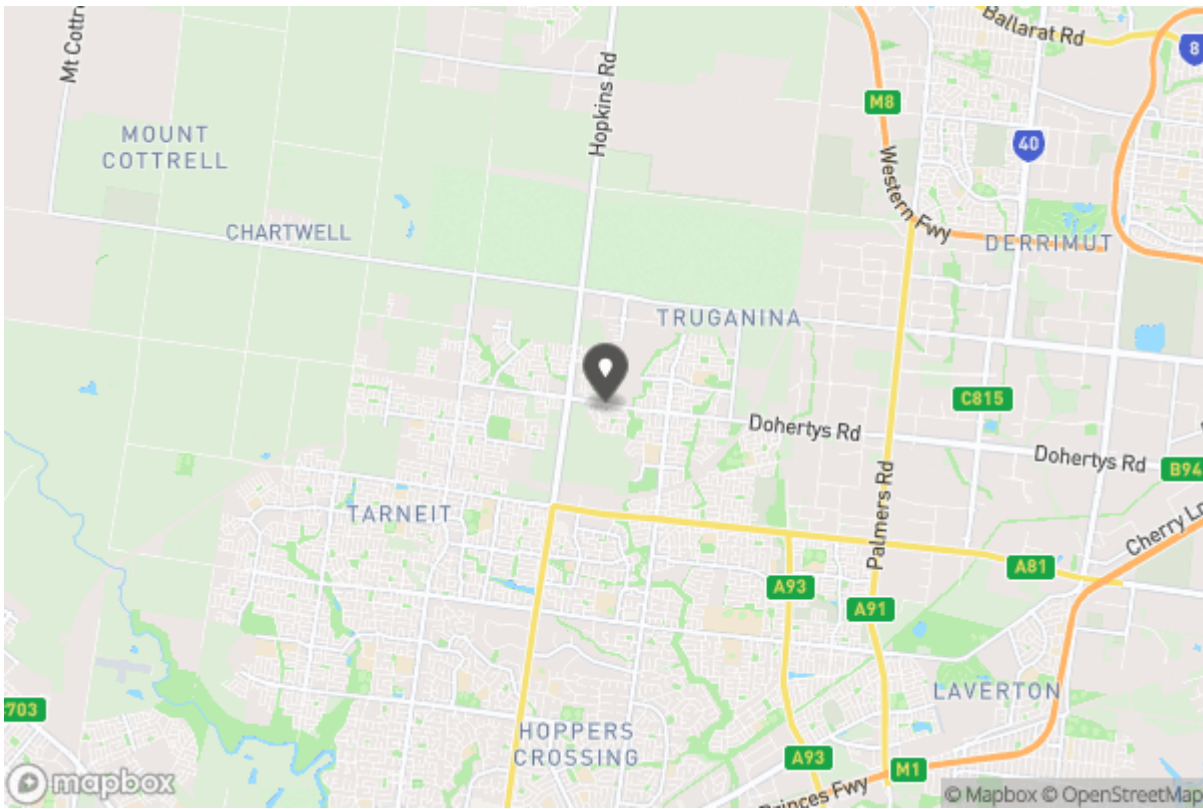 Ballarat Rd
8
Mt Cottre
Hopkins Rd
M8
40
MOUNT
COTTRELL
Western Fwy
CHARTWELL
DERRIMUT
TRUGANINA
C815
Dohertys Rd
Dohertys Rd
B94
TARNEIT
Palmers Rd
Cherry Ln
A81
A93
A91
LAVERTON
C703
HOPPERS
CROSSING
A93
M1
Princes Fwy
mapbox
© Mapbox © OpenStreetMap